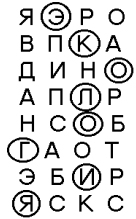 Я Э Р О
В П К А
Д И Н О
А П Л Р
Н С О Б
Г А О Т
Э Б И Р
Я С К С